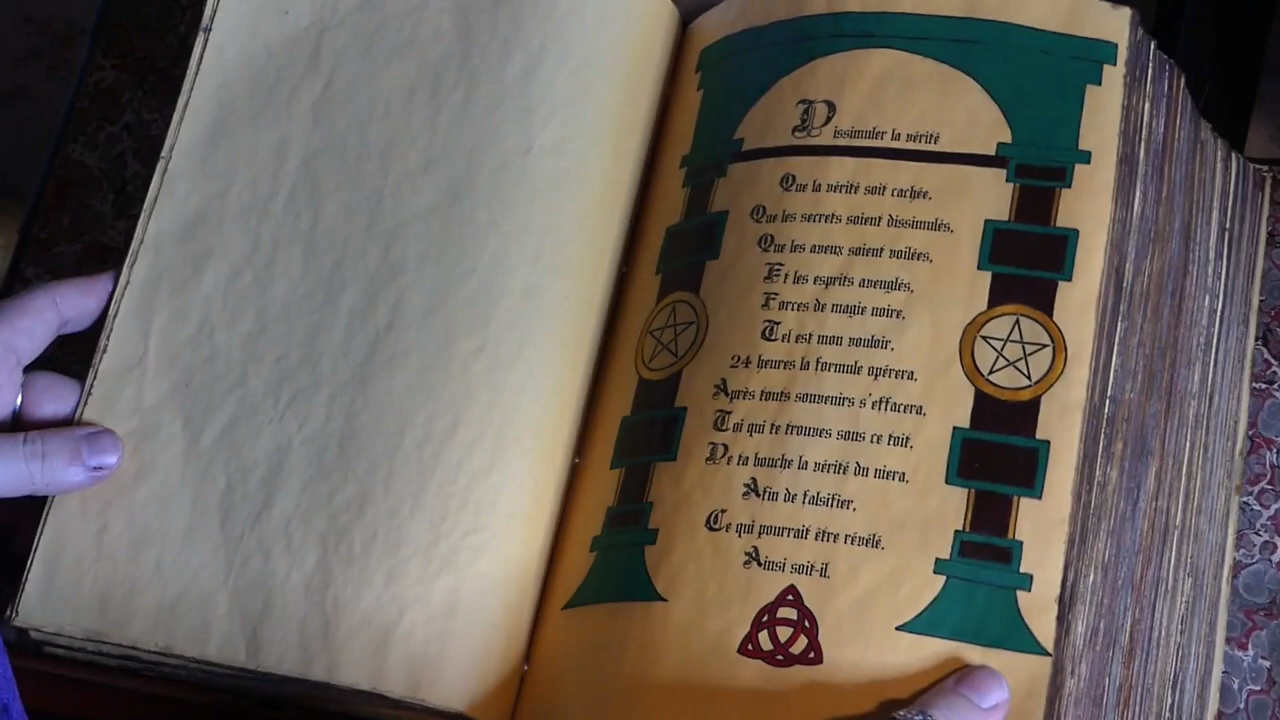 Dissimuler la vérité
Que la vérité soit cachée,
Que les secrets soient dissimulés,
Que les aveux soient voilées,
Et les esprits aveuglés,
Forces de magie noire,
Tel est mon vouloir,
24 heures la formule opérera,
Après touts souvenirs s'effacera,
Toi qui te trouves sous ce toit,
De ta bouche la vérité du niera,
Afin de falsifier,
Ce qui pourrait être révélé.
Ainsi soit-il.